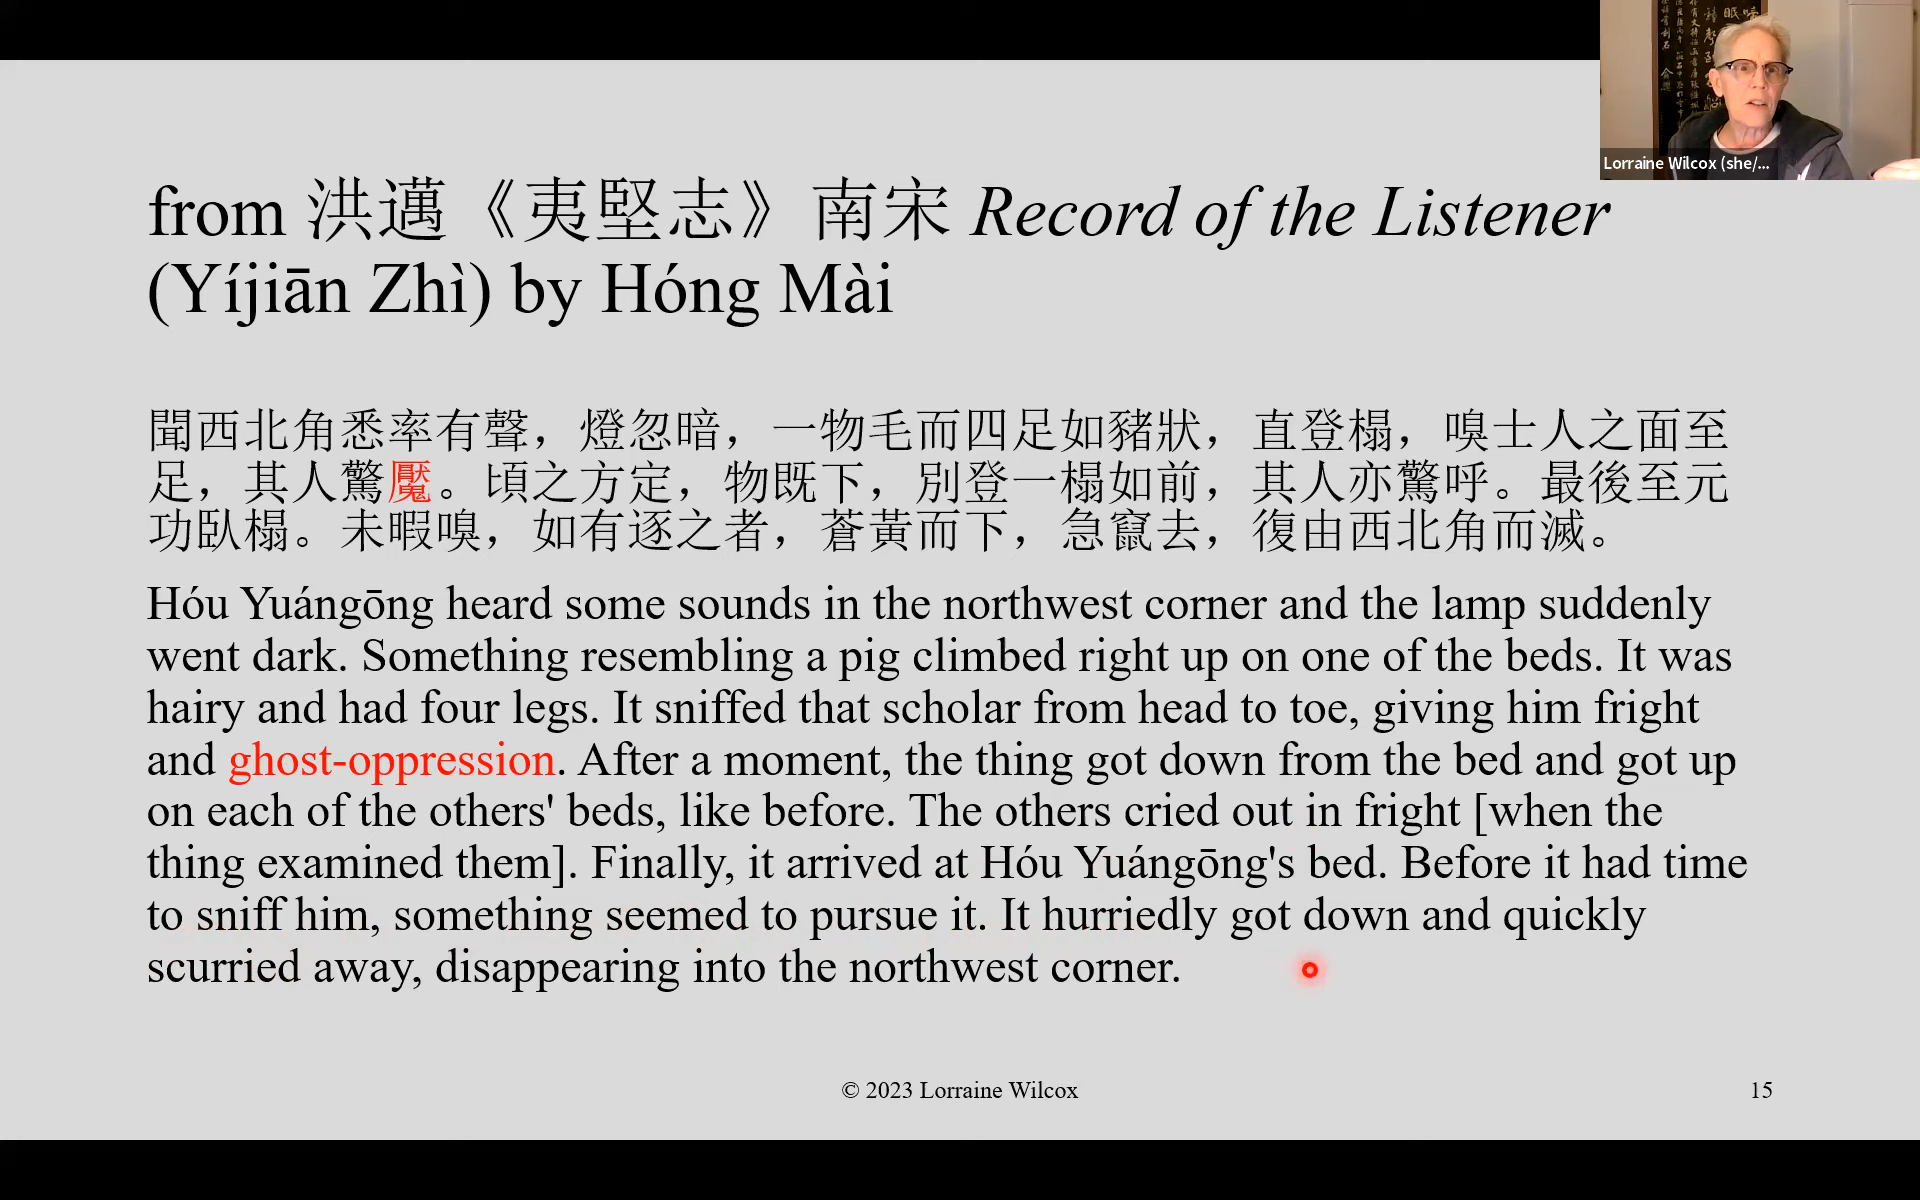 from 洪邁《夷堅志》南宋 Record of the Listener
(Yíjiān Zhì) by Hóng Mài
聞西北角悉率有聲，燈忽暗，一物毛而四足如豬狀，直登榻，嗅士人之面至
足，其人驚魘。頃之方定，物既下，別登一榻如前，其人亦驚呼。最後至元
功臥榻。未暇嗅，如有逐之者，蒼黃而下，急竄去，復由西北角而滅。
Hóu Yuángōng heard some sounds in the northwest corner and the lamp suddenly
went dark. Something resembling a pig climbed right up on one of the beds. It was
hairy and had four legs. It sniffed that scholar from head to toe, giving him fright
and ghost-oppression. After a moment, the thing got down from the bed and got up
on each of the others' beds, like before. The others cried out in fright [when the
thing examined them]. Finally, it arrived at Hóu Yuángōng's bed. Before it had time
to sniff him, something seemed to pursue it. It hurriedly got down and quickly
scurried away, disappearing into the northwest corner.
© 2023 Lorraine Wilcox
15
Lorraine Wilcox (she/...